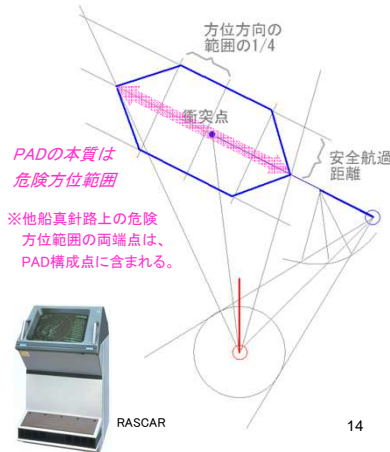 方位方向の
範囲の1/4
衝突点
安全航過
距離
PADの本質は
危険方位範囲
※他船真針路上の危険
方位範囲の両端点は、
PAD構成点に含まれる。
RASCAR
14